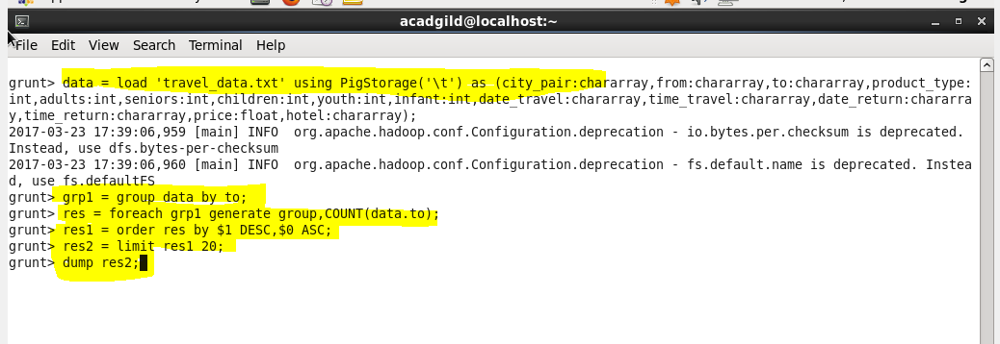 acadgild@localhost:~
File Edit View Search Terminal Help
grunt> data = load 'travel_data.txt' using PigStorage('\t') as (city_pair:chararray,from:chararray,to:chararray,product_type:
int,adults:int,seniors:int,children:int,youth:int,infant:int,date_travel:chararray,time_travel:chararray,date_return:chararra
y,time_return:chararray,price:float,hotel:chararray);
2017-03-23 17:39:06,959 [main] INFO  org.apache.hadoop.conf.Configuration.deprecation - io.bytes.per.checksum is deprecated.
Instead, use dfs.bytes-per-checksum
2017-03-23 17:39:06,960 [main] INFO  org.apache.hadoop.conf.Configuration.deprecation - fs.default.name is deprecated. Instea
d, use fs.defaultFS
grunt> grp1 = group data by to;
grunt> res = foreach grp1 generate group,COUNT(data.to);
grunt> res1 = order res by $1 DESC,$0 ASC;
grunt> res2 = limit res1 20;
grunt> dump res2;